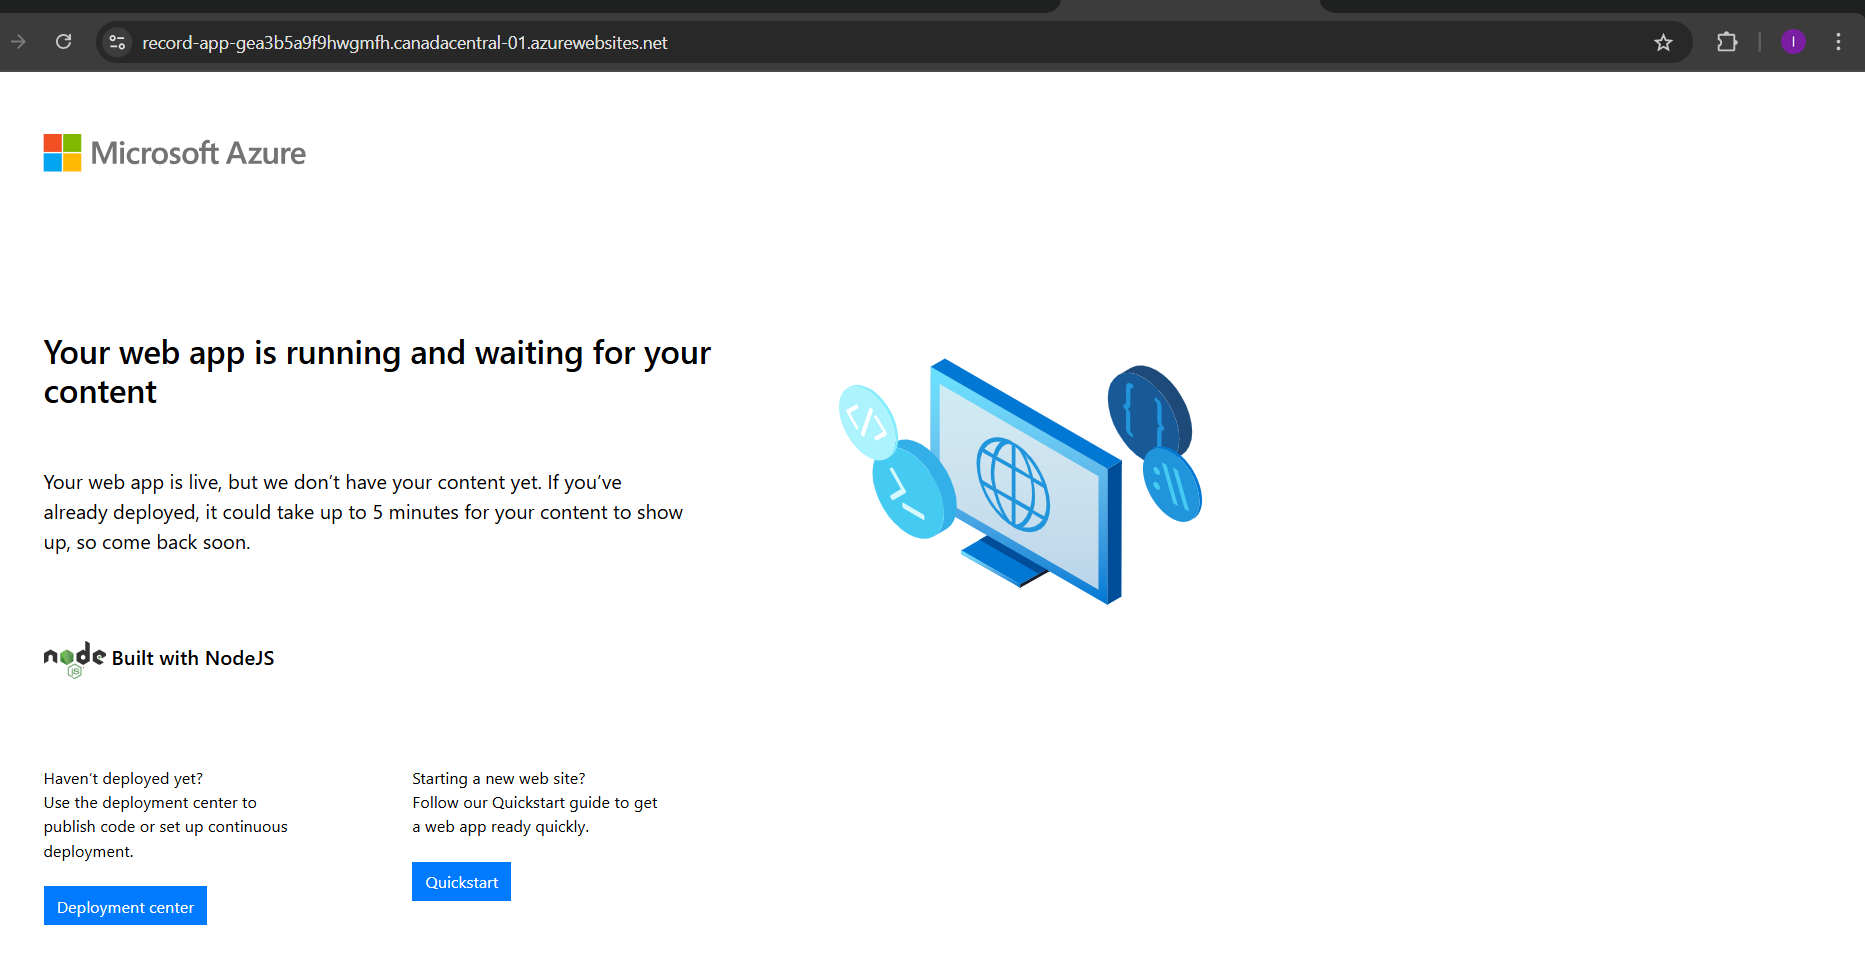 record-app-gea3b5a9f9hwgmfh.canadacentral-01.azurewebsites.net
I
Microsoft Azure
Your web app is running and waiting for your
content
Your web app is live, but we don’t have your content yet. If you’ve
already deployed, it could take up to 5 minutes for your content to show
up, so come back soon.
node
JS
Built with NodeJS
Haven’t deployed yet?
Use the deployment center to
publish code or set up continuous
deployment.
Deployment center
Starting a new web site?
Follow our Quickstart guide to get
a web app ready quickly.
Quickstart